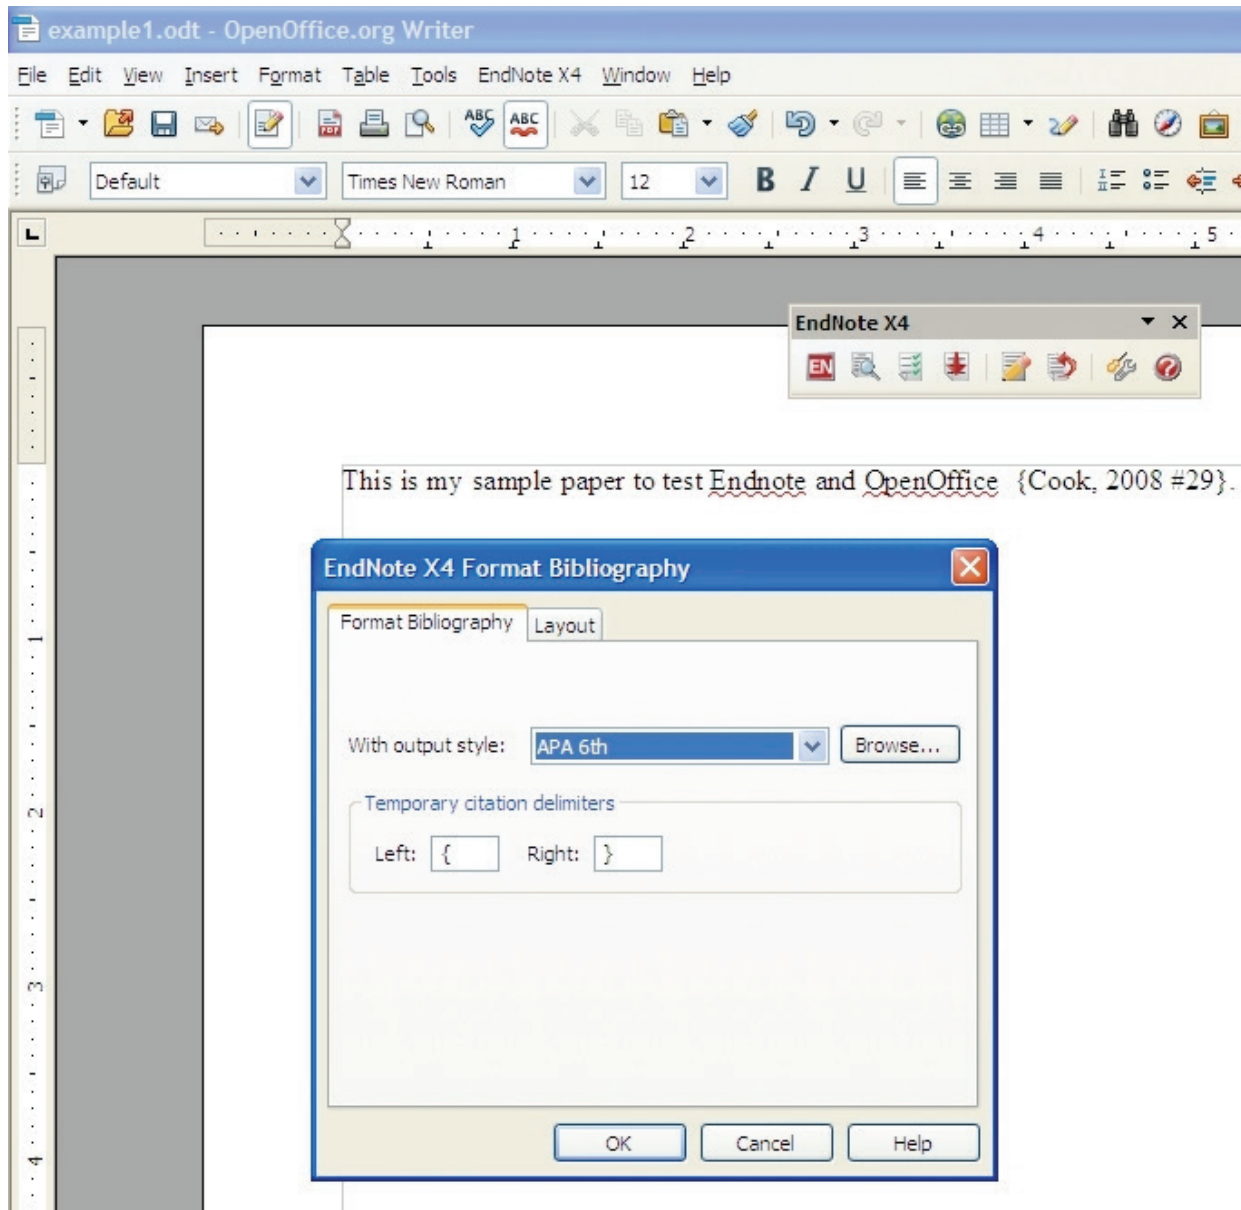 example1.odt - OpenOffice.org Writer
File Edit View Insert Format Table Tools EndNote X4 Window Help
PDF ABC ABC
Default Times New Roman 12 B I U
1 2 3 4 5
EndNote X4
EN
This is my sample paper to test Endnote and OpenOffice {Cook, 2008 #29}.
EndNote X4 Format Bibliography
Format Bibliography Layout
With output style: APA 6th Browse...
Temporary citation delimiters
Left: { Right: }
OK Cancel Help
1
2
3
4